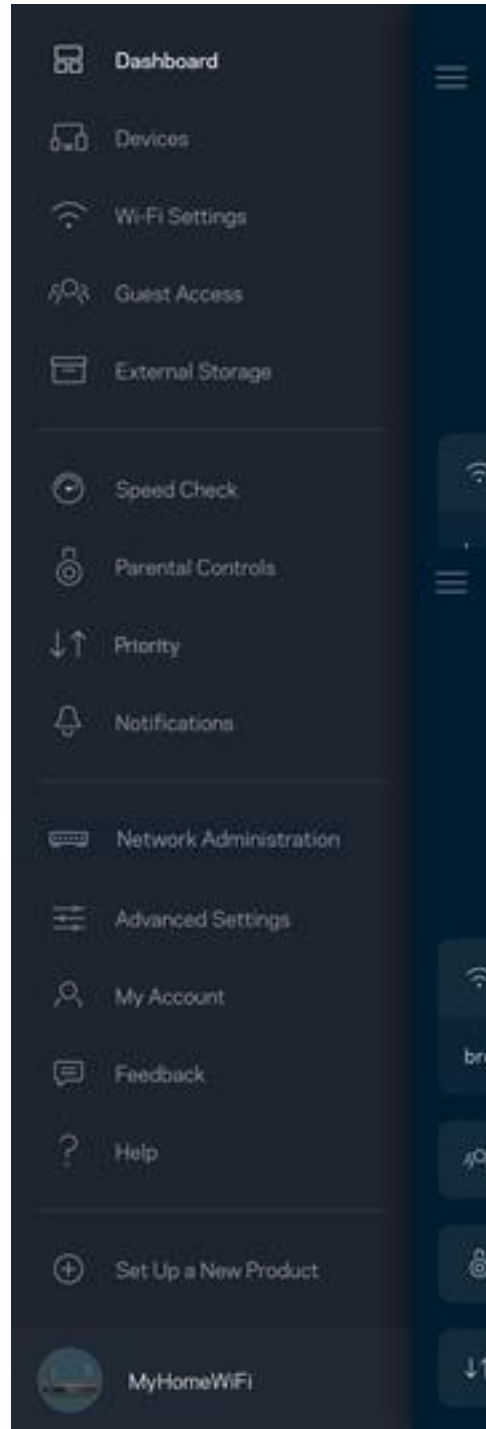 Dashboard
Devices
Wi-Fi Settings
Guest Access
External Storage
Speed Check
Parental Controls
Priority
Notifications
Network Administration
Advanced Settings
My Account
bre
Feedback
Help
Set Up a New Product
MyHomeWiFi